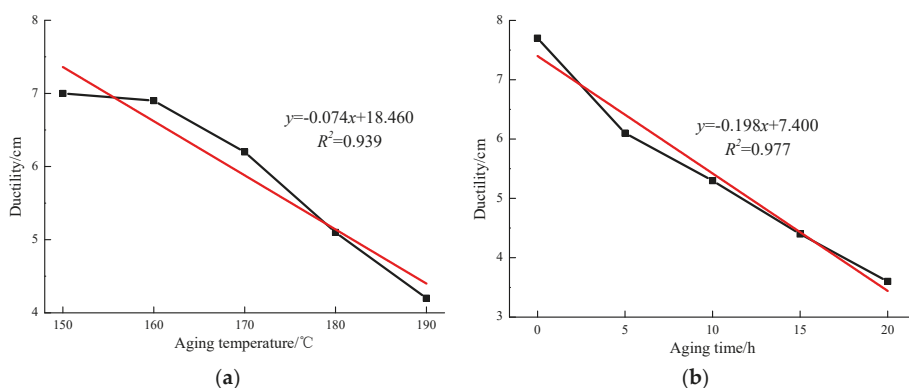 8
7
6
5
4
Ductility/cm
150
160
170
180
190
Aging temperature/℃
y=-0.074x+18.460
R²=0.939
(a)
8
7
6
5
4
3
Ductility/cm
0
5
10
15
20
Aging time/h
y=-0.198x+7.400
R²=0.977
(b)